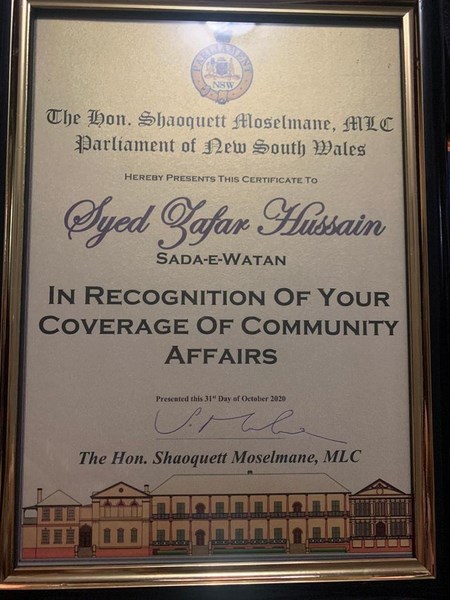 PARLIAMENT
NSW
The Hon. Shaoquett Moselmane, MLC
Parliament of New South Wales
HEREBY PRESENTS THIS CERTIFICATE TO
Syed Zafar Hussain
SADA-E-WATAN
IN RECOGNITION OF YOUR
COVERAGE OF COMMUNITY
AFFAIRS
Presented this 31st Day of October 2020
The Hon. Shaoquett Moselmane, MLC